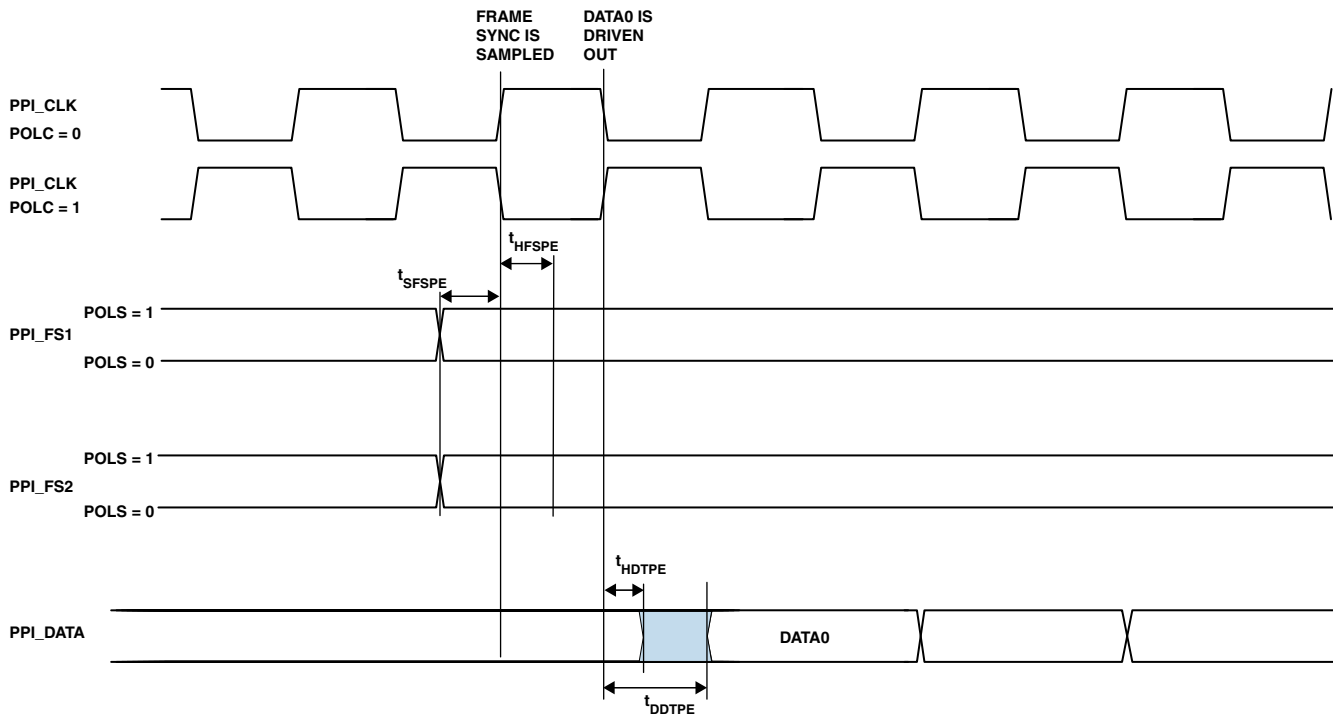 FRAME
SYNC IS
SAMPLED
DATA0 IS
DRIVEN
OUT
PPI_CLK
POLC = 0
PPI_CLK
POLC = 1
tHFSPE
tSFSPE
POLS = 1
PPI_FS1
POLS = 0
POLS = 1
PPI_FS2
POLS = 0
tHDTPE
PPI_DATA
DATA0
tDDTPE